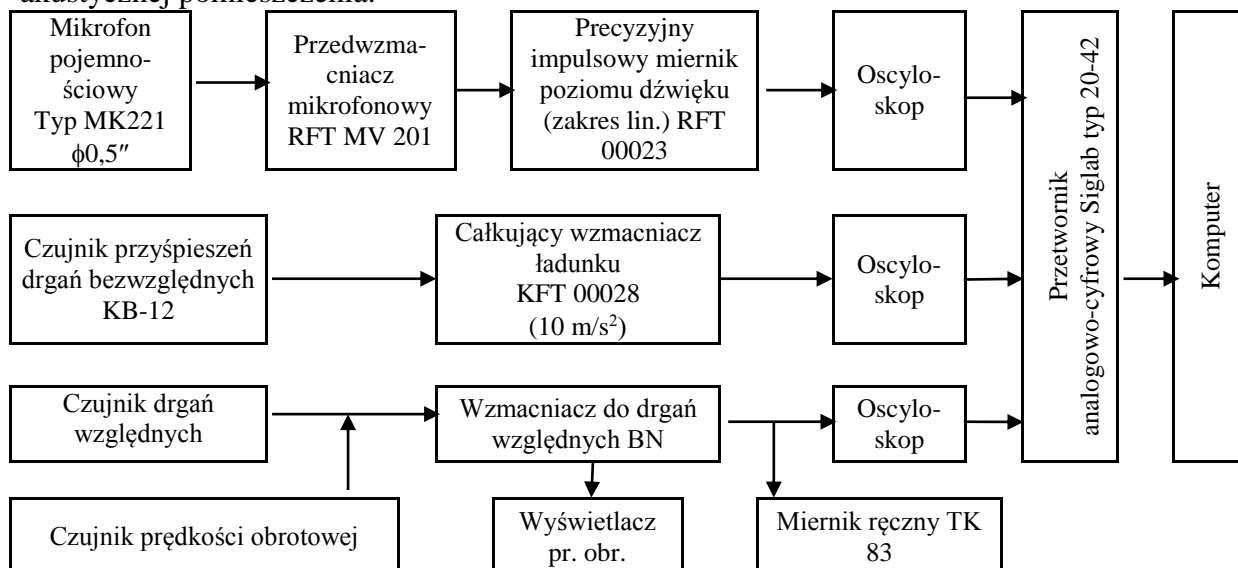 akustycznej pomieszczenia.
Mikrofon
pojemno-
ściowy
Typ MK221
ϕ0,5″
Przedwzma-
cniacz
mikrofonowy
RFT MV 201
Precyzyjny
impulsowy miernik
poziomu dźwięku
(zakres lin.) RFT
00023
Oscylo-
skop
Czujnik przyśpieszeń
drgań bezwzględnych
KB-12
Całkujący wzmacniacz
ładunku
KFT 00028
(10 m/s²)
Oscylo-
skop
Czujnik drgań
względnych
Wzmacniacz do drgań
względnych BN
Oscylo-
skop
Czujnik prędkości obrotowej
Wyświetlacz
pr. obr.
Miernik ręczny TK
83
Przetwornik
analogowo-cyfrowy Siglab typ 20-42
Komputer